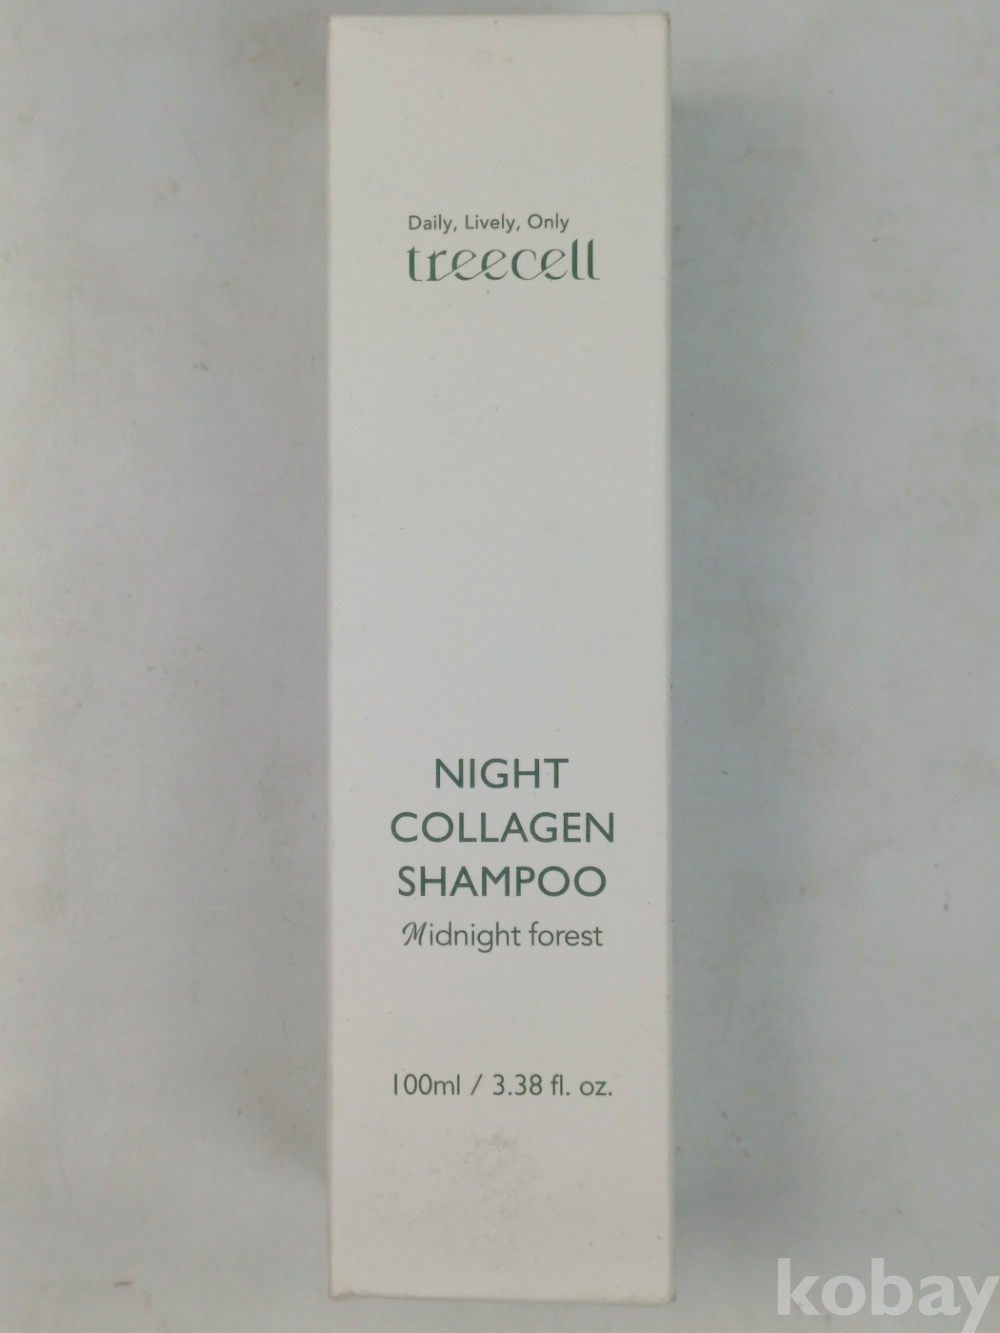 Daily, Lively, Only
treecell
NIGHT
COLLAGEN
SHAMPOO
Midnight forest
100ml / 3.38 fl. oz.
kobay